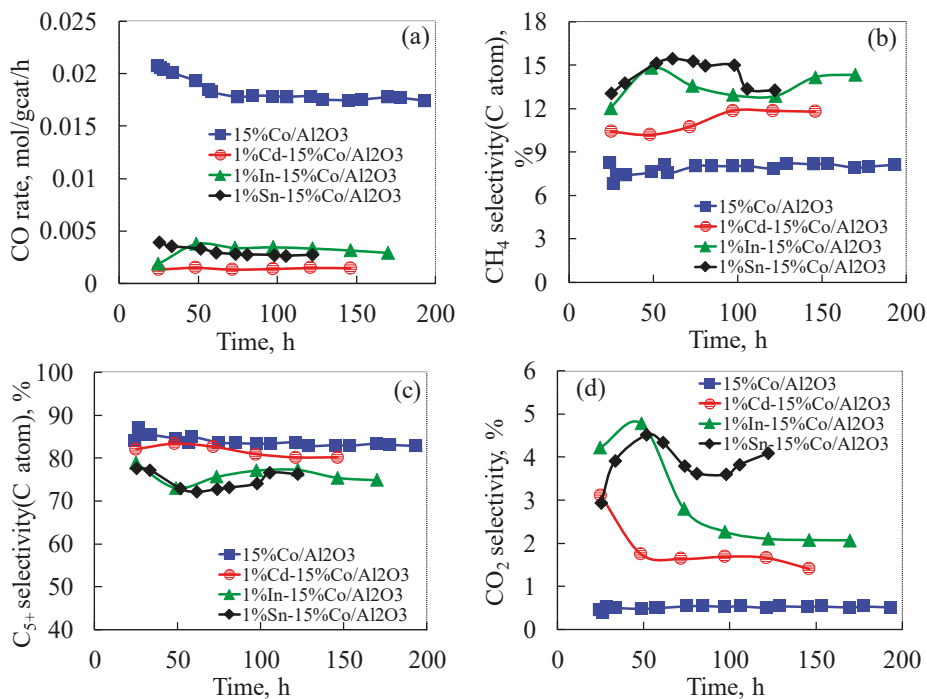 (a)
CO rate, mol/gcat/h
0.025
0.02
0.015
0.01
0.005
0
15%Co/Al2O3
1%Cd-15%Co/Al2O3
1%In-15%Co/Al2O3
1%Sn-15%Co/Al2O3
0 50 100 150 200
Time, h
(b)
CH4 selectivity(C atom),
%
18
15
12
9
6
3
0
15%Co/Al2O3
1%Cd-15%Co/Al2O3
1%In-15%Co/Al2O3
1%Sn-15%Co/Al2O3
0 50 100 150 200
Time, h
(c)
C5+ selectivity(C atom), %
100
90
80
70
60
50
40
15%Co/Al2O3
1%Cd-15%Co/Al2O3
1%In-15%Co/Al2O3
1%Sn-15%Co/Al2O3
0 50 100 150 200
Time, h
(d)
CO2 selectivity, %
6
5
4
3
2
1
0
15%Co/Al2O3
1%Cd-15%Co/Al2O3
1%In-15%Co/Al2O3
1%Sn-15%Co/Al2O3
0 50 100 150 200
Time, h